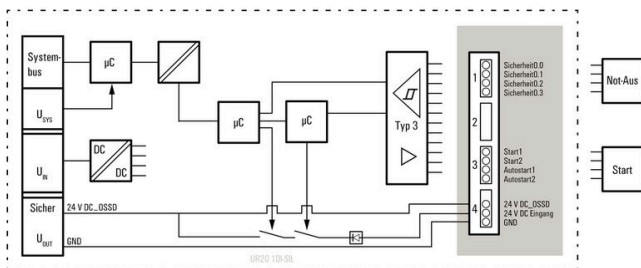 System-
bus
µC
U SYS
DC
DC
U IN
Sicher
U OUT
24 V DC_OSSD
GND
µC
µC
Typ 3
1
Sicherheit0.0
Sicherheit0.1
Sicherheit0.2
Sicherheit0.3
2
3
Start1
Start2
Autostart1
Autostart2
4
24 V DC_OSSD
24 V DC Eingang
GND
Not-Aus
Start
UR20 1DI-SIL